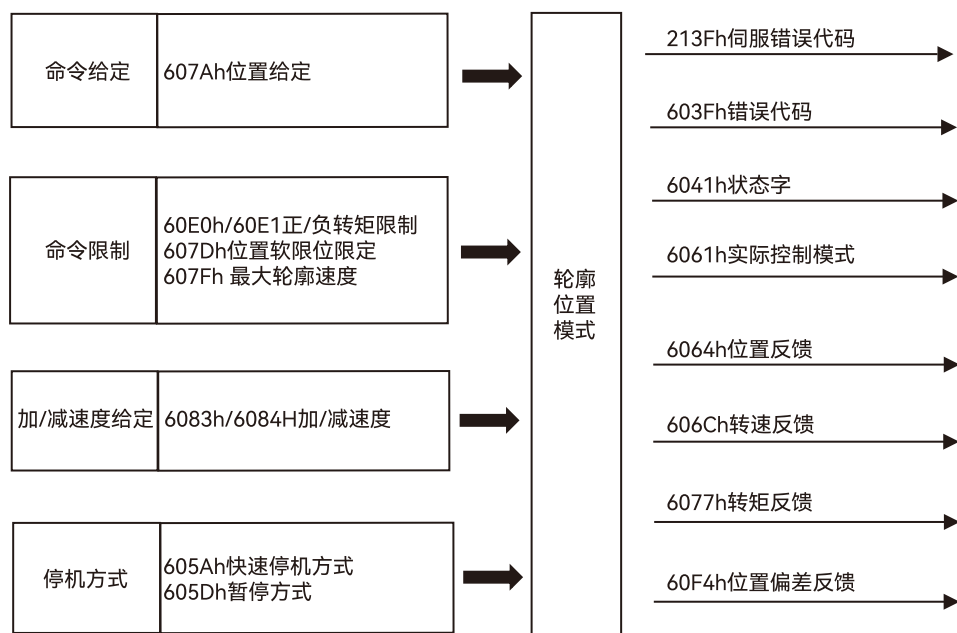 命令给定
607Ah位置给定
命令限制
60E0h/60E1正/负转矩限制
607Dh位置软限位限定
607Fh 最大轮廓速度
加/减速度给定
6083h/6084H加/减速度
停机方式
605Ah快速停机方式
605Dh暂停方式
轮廓
位置
模式
213Fh伺服错误代码
603Fh错误代码
6041h状态字
6061h实际控制模式
6064h位置反馈
606Ch转速反馈
6077h转矩反馈
60F4h位置偏差反馈